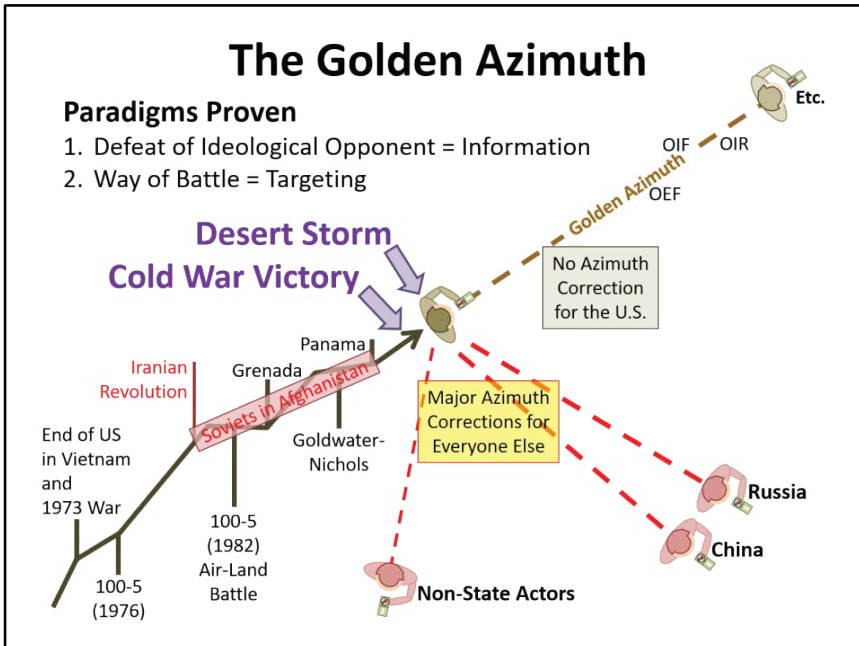 The Golden Azimuth
Paradigms Proven
1. Defeat of Ideological Opponent = Information
2. Way of Battle = Targeting
Etc.
OIF
OIR
OEF
Golden Azimuth
Desert Storm
Cold War Victory
No Azimuth
Correction
for the U.S.
Panama
Iranian
Revolution
Grenada
Soviets in Afghanistan
Major Azimuth
Corrections for
Everyone Else
End of US
in Vietnam
and
1973 War
Goldwater-
Nichols
100-5
(1982)
Air-Land
Battle
100-5
(1976)
Russia
China
Non-State Actors